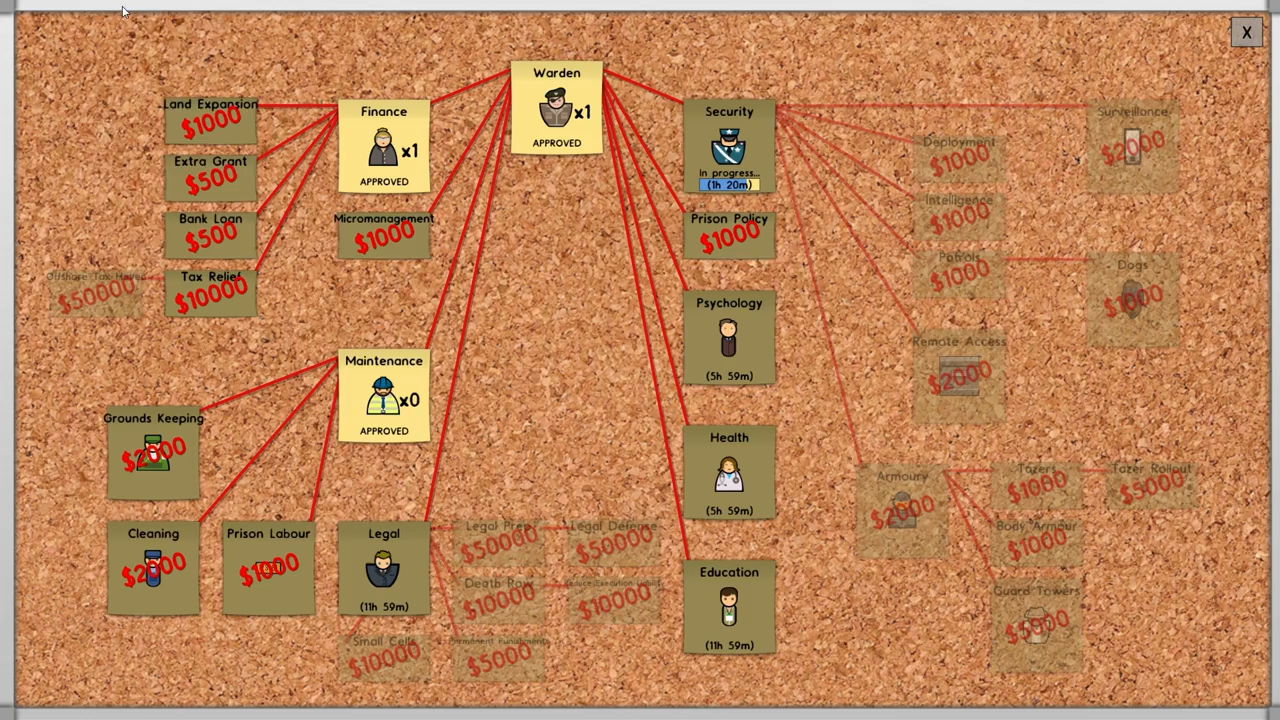 X
Warden
x1
APPROVED
Land Expansion
$1000
Extra Grant
$500
Bank Loan
$500
Offshore Tax Haven
$50000
Tax Relief
$10000
Finance
x1
APPROVED
Micromanagement
$1000
Maintenance
x0
APPROVED
Grounds Keeping
$2000
Cleaning
$2000
Prison Labour
$1000
Legal
(11h 59m)
Legal Prep
$50000
Legal Defense
$50000
Death Row
$10000
Reduce Execution Liability
$10000
Small Cells
$10000
Permanent Punishments
$5000
Security
In progress...
(1h 20m)
Prison Policy
$1000
Psychology
(5h 59m)
Health
(5h 59m)
Education
(11h 59m)
Deployment
$1000
Intelligence
$1000
Patrols
$1000
Remote Access
$2000
Surveillance
$2000
Dogs
$1000
Armoury
$2000
Tazers
$1000
Tazer Rollout
$5000
Body Armour
$1000
Guard Towers
$5000